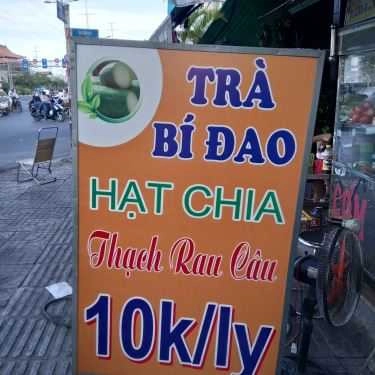 TRÀ
BÍ ĐAO
HẠT CHIA
Thạch Rau Câu
10k/ly